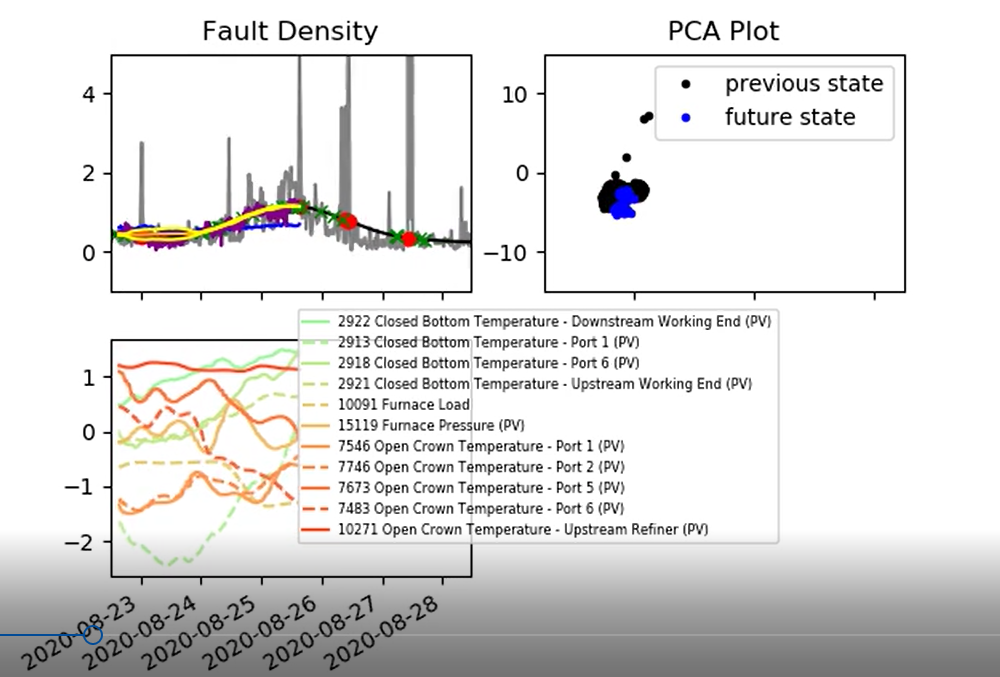 Fault Density
PCA Plot
4
2
0
10
0
−10
previous state
future state
2922 Closed Bottom Temperature - Downstream Working End (PV)
2913 Closed Bottom Temperature - Port 1 (PV)
2918 Closed Bottom Temperature - Port 6 (PV)
2921 Closed Bottom Temperature - Upstream Working End (PV)
10091 Furnace Load
15119 Furnace Pressure (PV)
7546 Open Crown Temperature - Port 1 (PV)
7746 Open Crown Temperature - Port 2 (PV)
7673 Open Crown Temperature - Port 5 (PV)
7483 Open Crown Temperature - Port 6 (PV)
10271 Open Crown Temperature - Upstream Refiner (PV)
1
0
−1
−2
2020-08-23
2020-08-24
2020-08-25
2020-08-26
2020-08-27
2020-08-28